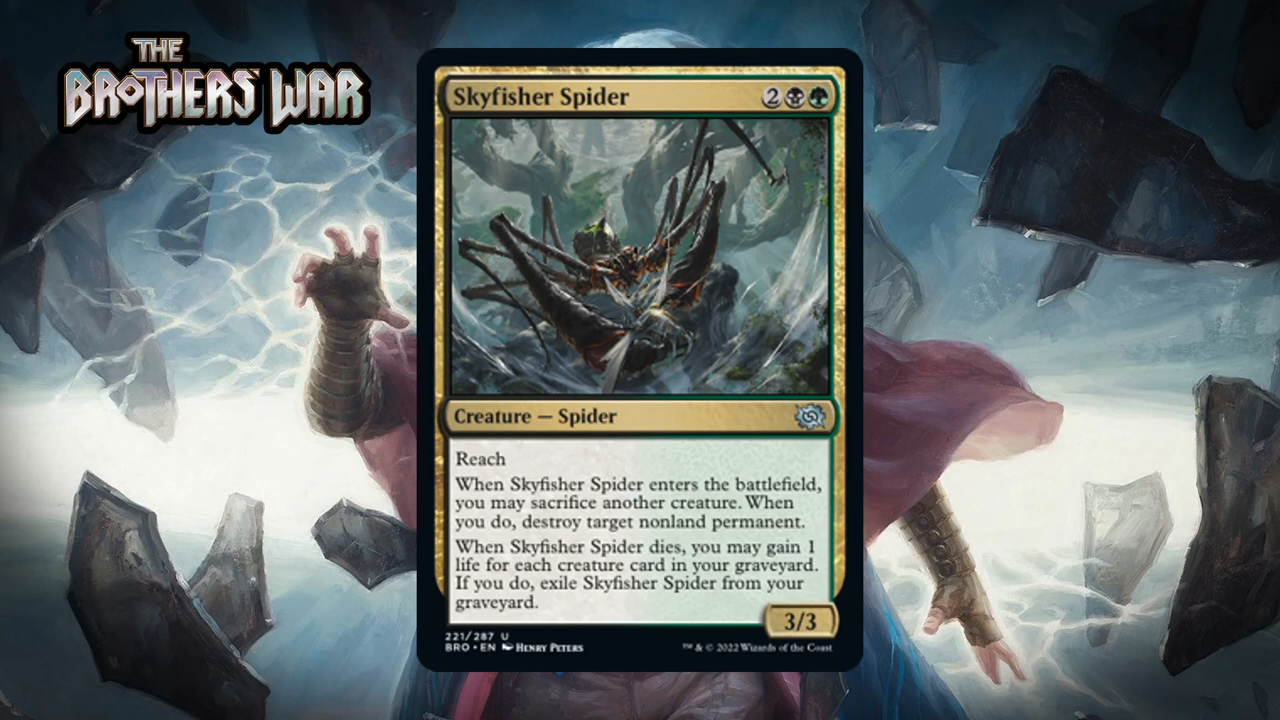 THE
BROTHERS' WAR
Skyfisher Spider 2
Creature — Spider
Reach
When Skyfisher Spider enters the battlefield,
you may sacrifice another creature. When
you do, destroy target nonland permanent.
When Skyfisher Spider dies, you may gain 1
life for each creature card in your graveyard.
If you do, exile Skyfisher Spider from your
graveyard.
3/3
221/287 U
BRO • EN Henry Peters ™ & © 2022 Wizards of the Coast